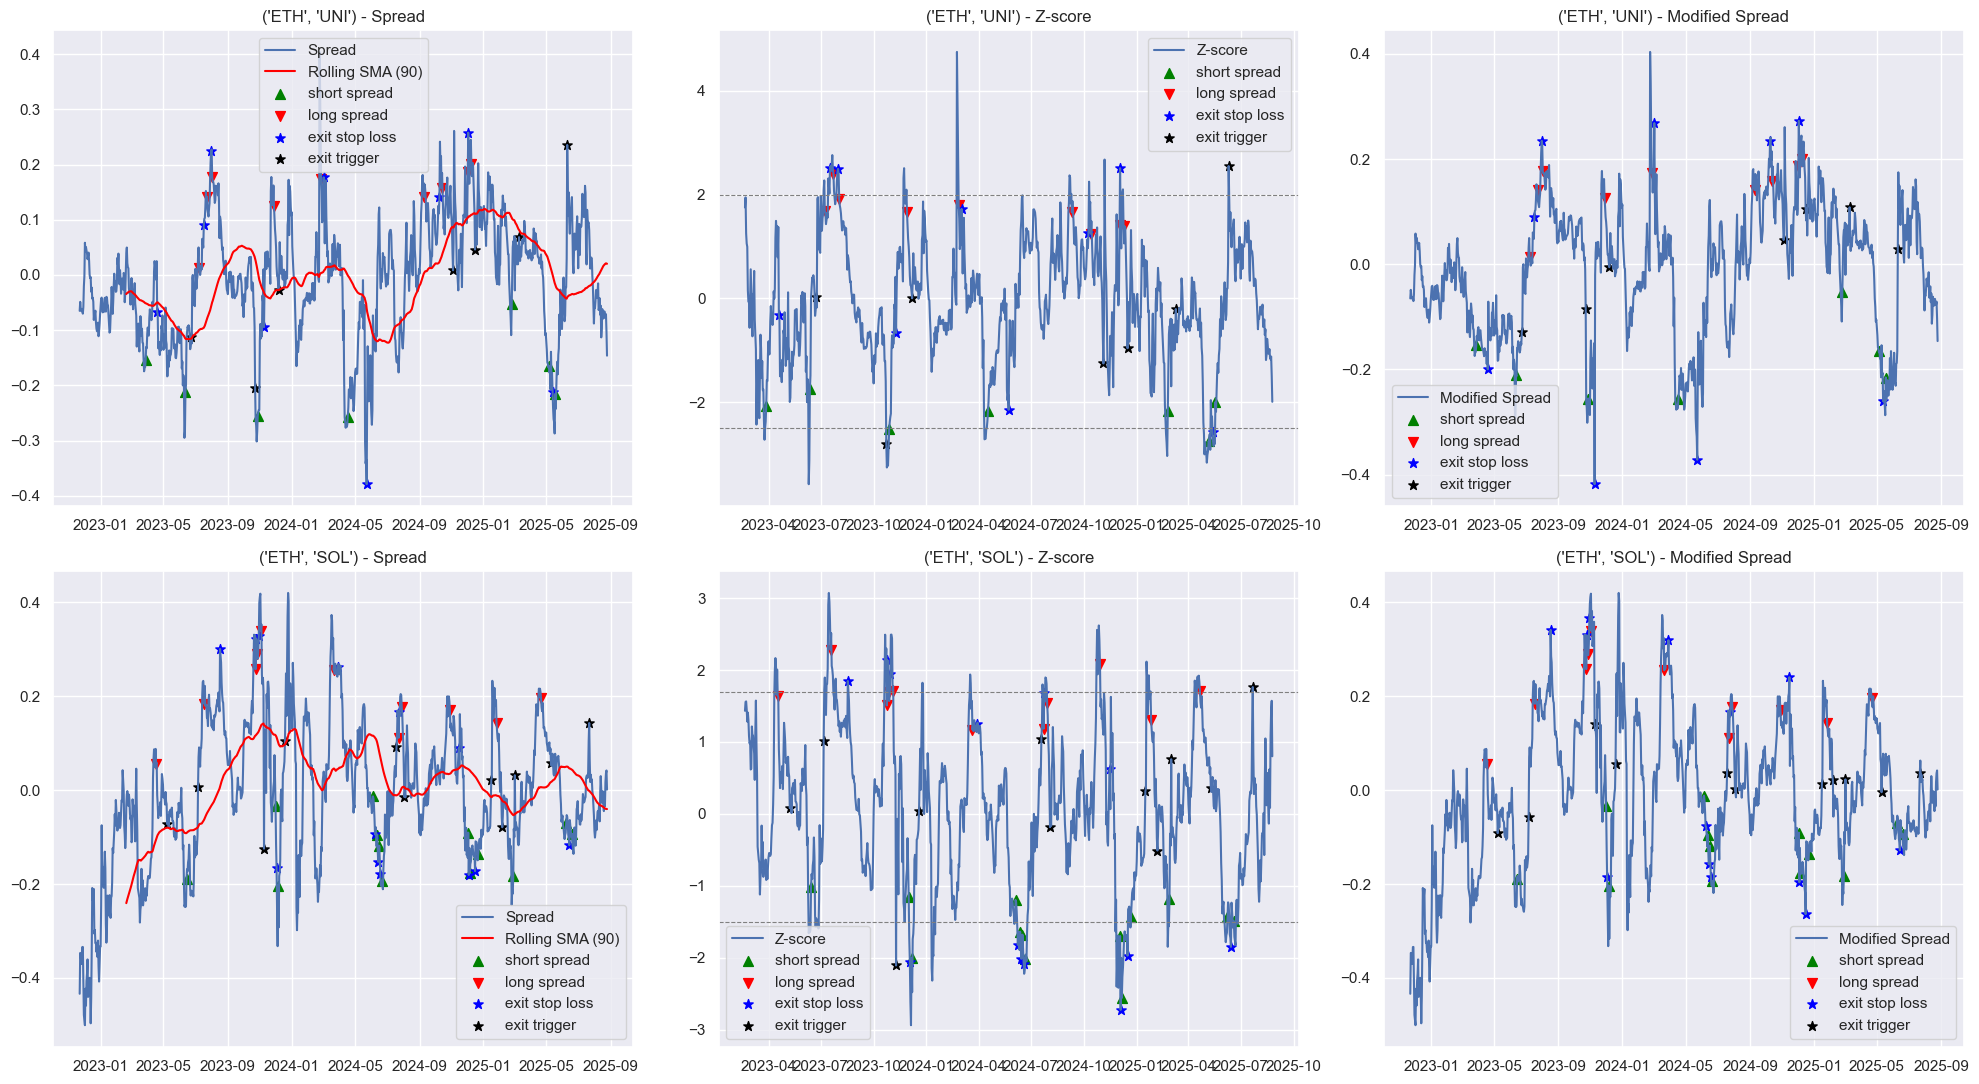 ('ETH', 'UNI') - Spread
0.4
0.3
0.2
0.1
0.0
−0.1
−0.2
−0.3
−0.4
Spread
Rolling SMA (90)
short spread
long spread
exit stop loss
exit trigger
2023-01 2023-05 2023-09 2024-01 2024-05 2024-09 2025-01 2025-05 2025-09
('ETH', 'UNI') - Z-score
4
2
0
−2
Z-score
short spread
long spread
exit stop loss
exit trigger
2023-04 2023-07 2023-10 2024-01 2024-04 2024-07 2024-10 2025-01 2025-04 2025-07 2025-10
('ETH', 'UNI') - Modified Spread
0.4
0.2
0.0
−0.2
−0.4
Modified Spread
short spread
long spread
exit stop loss
exit trigger
2023-01 2023-05 2023-09 2024-01 2024-05 2024-09 2025-01 2025-05 2025-09
('ETH', 'SOL') - Spread
0.4
0.2
0.0
−0.2
−0.4
Spread
Rolling SMA (90)
short spread
long spread
exit stop loss
exit trigger
2023-01 2023-05 2023-09 2024-01 2024-05 2024-09 2025-01 2025-05 2025-09
('ETH', 'SOL') - Z-score
3
2
1
0
−1
−2
−3
Z-score
short spread
long spread
exit stop loss
exit trigger
2023-04 2023-07 2023-10 2024-01 2024-04 2024-07 2024-10 2025-01 2025-04 2025-07 2025-10
('ETH', 'SOL') - Modified Spread
0.4
0.2
0.0
−0.2
−0.4
Modified Spread
short spread
long spread
exit stop loss
exit trigger
2023-01 2023-05 2023-09 2024-01 2024-05 2024-09 2025-01 2025-05 2025-09